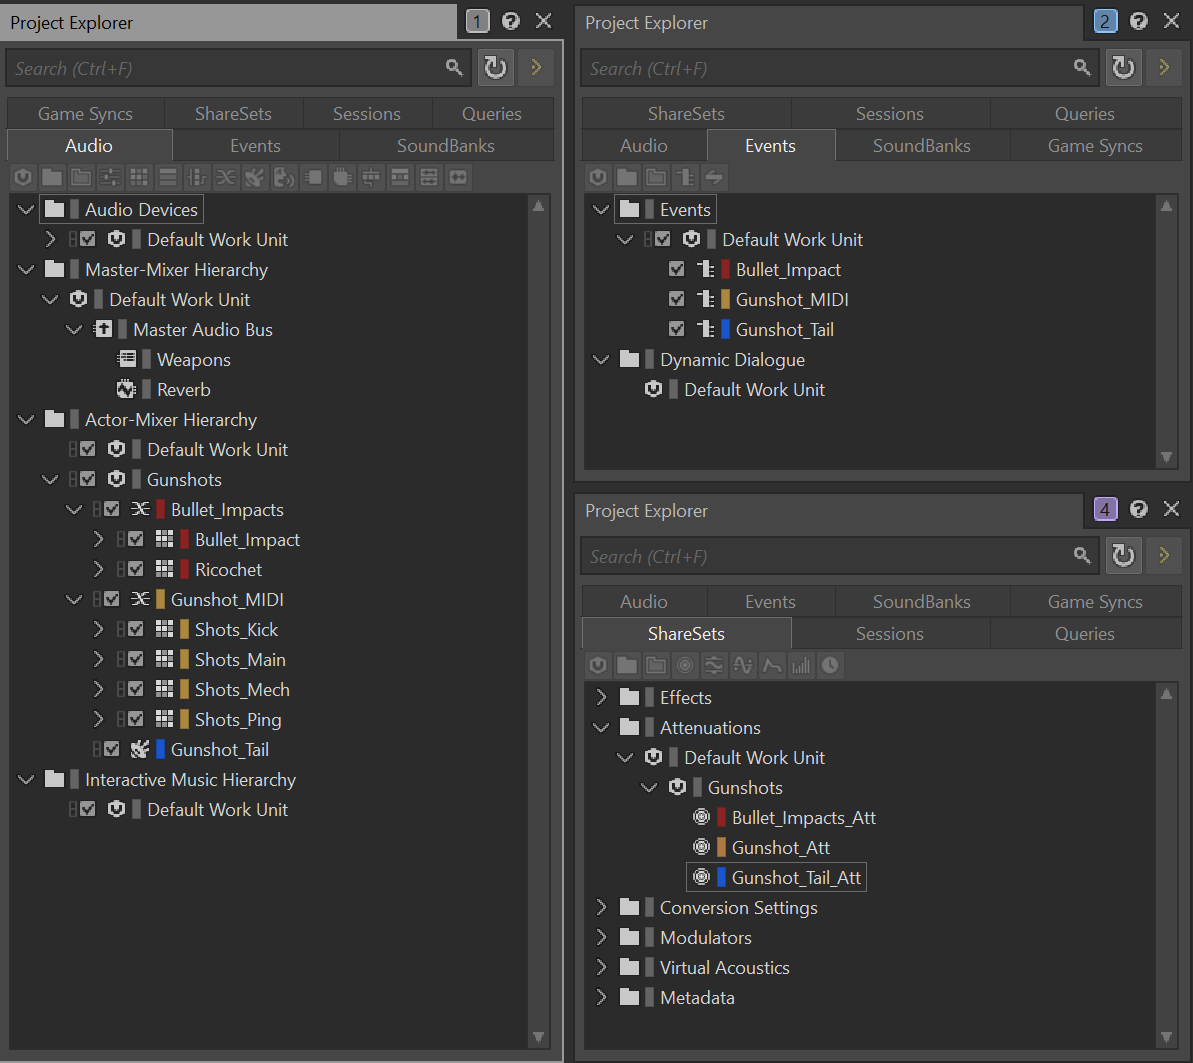 Project Explorer
1
Search (Ctrl+F)
Game Syncs ShareSets Sessions Queries
Audio Events SoundBanks
Audio Devices
Default Work Unit
Master-Mixer Hierarchy
Default Work Unit
Master Audio Bus
Weapons
Reverb
Actor-Mixer Hierarchy
Default Work Unit
Gunshots
Bullet_Impacts
Bullet_Impact
Ricochet
Gunshot_MIDI
Shots_Kick
Shots_Main
Shots_Mech
Shots_Ping
Gunshot_Tail
Interactive Music Hierarchy
Default Work Unit
Project Explorer
2
Search (Ctrl+F)
ShareSets Sessions Queries
Audio Events SoundBanks Game Syncs
Events
Default Work Unit
Bullet_Impact
Gunshot_MIDI
Gunshot_Tail
Dynamic Dialogue
Default Work Unit
Project Explorer
4
Search (Ctrl+F)
Audio Events SoundBanks Game Syncs
ShareSets Sessions Queries
Effects
Attenuations
Default Work Unit
Gunshots
Bullet_Impacts_Att
Gunshot_Att
Gunshot_Tail_Att
Conversion Settings
Modulators
Virtual Acoustics
Metadata